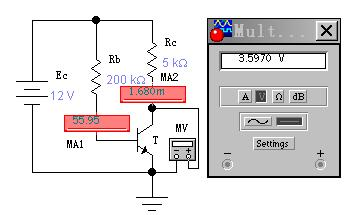 Mult...
3.5970 V
A V Ω dB
Settings
Rc
5 kΩ
MA2
1.680m
Rb
200 kΩ
Ec
12 V
55.95
MA1
T
MV